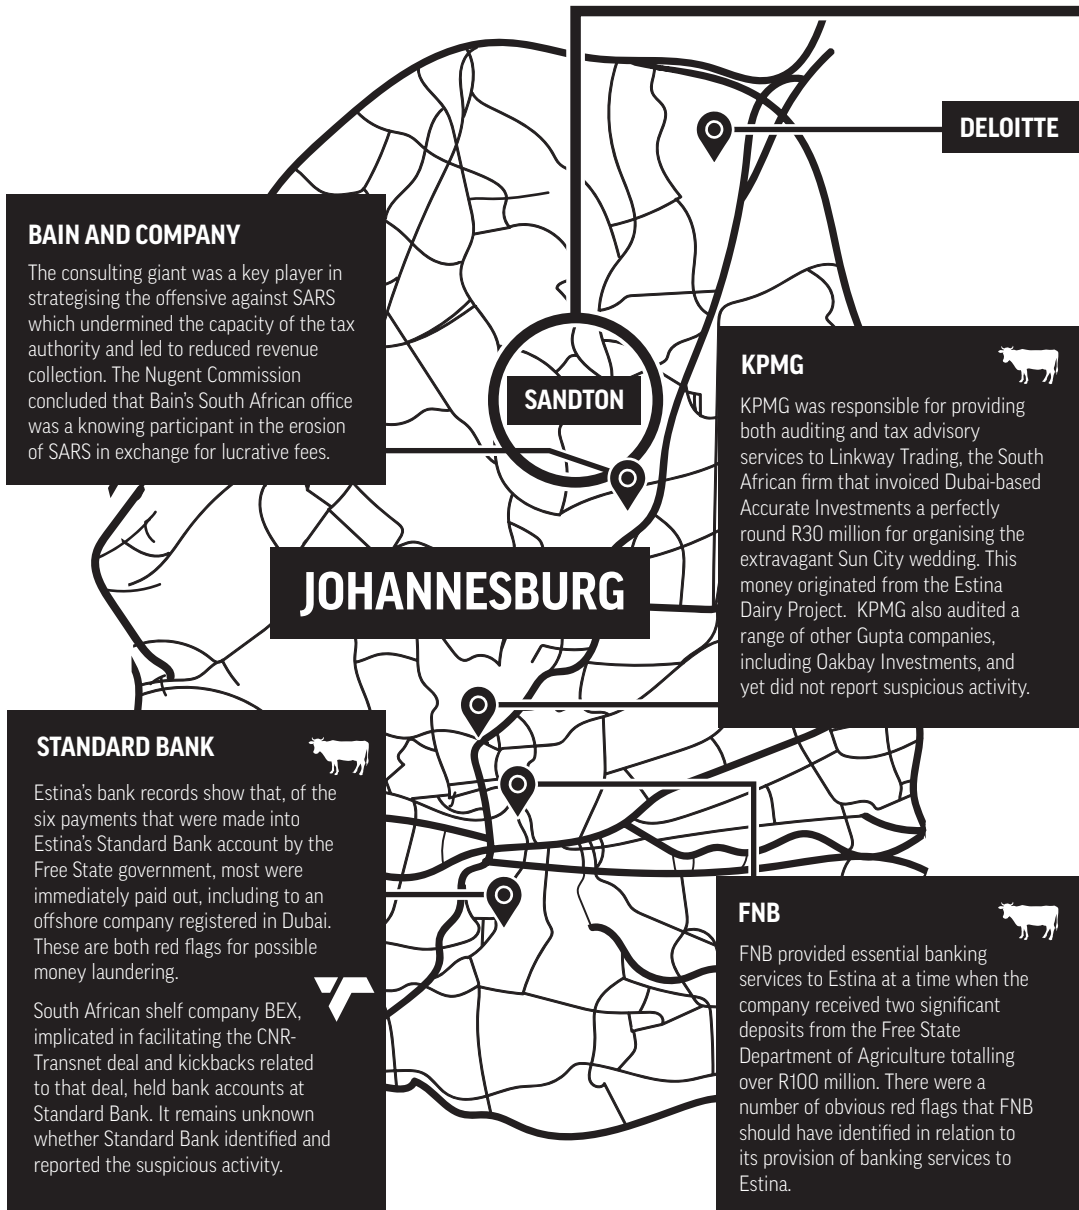 DELOITTE
BAIN AND COMPANY
The consulting giant was a key player in
strategising the offensive against SARS
which undermined the capacity of the tax
authority and led to reduced revenue
collection. The Nugent Commission
concluded that Bain's South African office
was a knowing participant in the erosion
of SARS in exchange for lucrative fees.
SANDTON
KPMG
KPMG was responsible for providing
both auditing and tax advisory
services to Linkway Trading, the South
African firm that invoiced Dubai-based
Accurate Investments a perfectly
round R30 million for organising the
extravagant Sun City wedding. This
money originated from the Estina
Dairy Project.  KPMG also audited a
range of other Gupta companies,
including Oakbay Investments, and
yet did not report suspicious activity.
JOHANNESBURG
STANDARD BANK
Estina's bank records show that, of the
six payments that were made into
Estina's Standard Bank account by the
Free State government, most were
immediately paid out, including to an
offshore company registered in Dubai.
These are both red flags for possible
money laundering.
South African shelf company BEX,
implicated in facilitating the CNR-
Transnet deal and kickbacks related
to that deal, held bank accounts at
Standard Bank. It remains unknown
whether Standard Bank identified and
reported the suspicious activity.
FNB
FNB provided essential banking
services to Estina at a time when the
company received two significant
deposits from the Free State
Department of Agriculture totalling
over R100 million. There were a
number of obvious red flags that FNB
should have identified in relation to
its provision of banking services to
Estina.